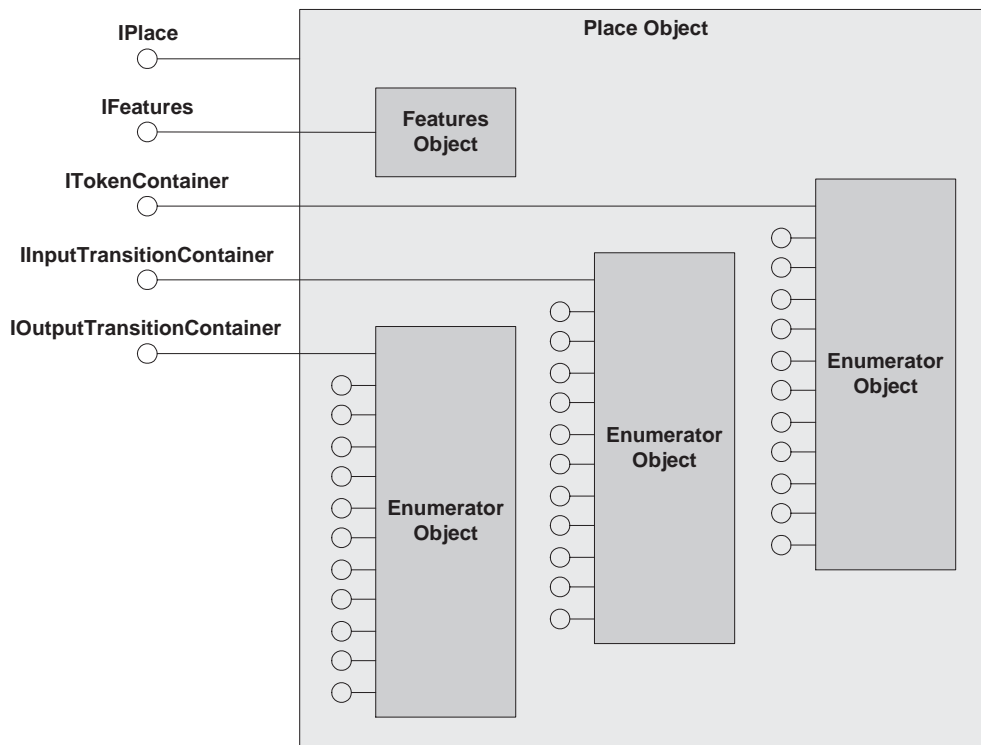 Place Object
IPlace
IFeatures
Features
Object
ITokenContainer
IInputTransitionContainer
IOutputTransitionContainer
Enumerator
Object
Enumerator
Object
Enumerator
Object